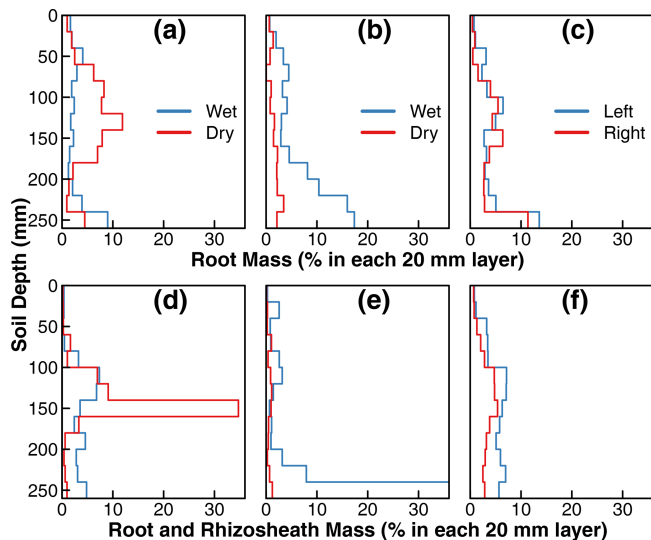 (a) (b) (c)
0
50
100
150
200
250
Wet
Dry
Wet
Dry
Left
Right
0 10 20 30 0 10 20 30 0 10 20 30
Root Mass (% in each 20 mm layer)
Soil Depth (mm)
(d) (e) (f)
0
50
100
150
200
250
0 10 20 30 0 10 20 30 0 10 20 30
Root and Rhizosheath Mass (% in each 20 mm layer)